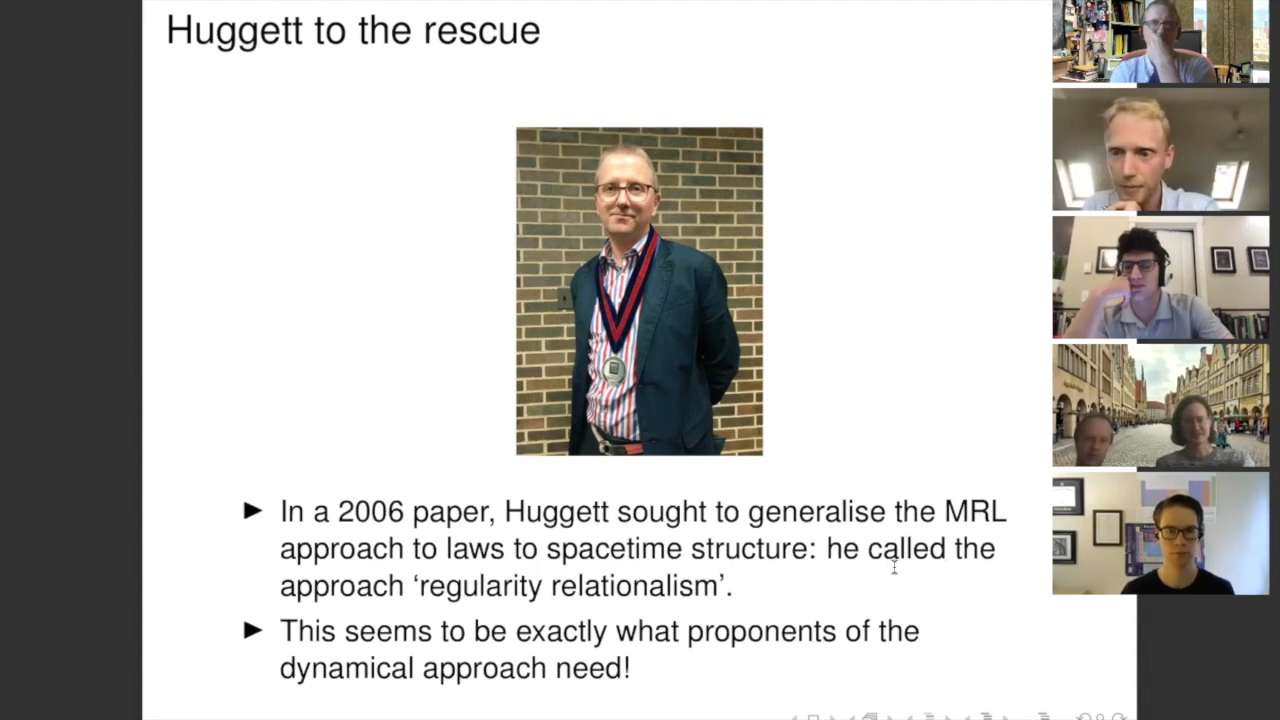 Huggett to the rescue
► In a 2006 paper, Huggett sought to generalise the MRL
approach to laws to spacetime structure: he called the
approach ‘regularity relationalism’.
► This seems to be exactly what proponents of the
dynamical approach need!